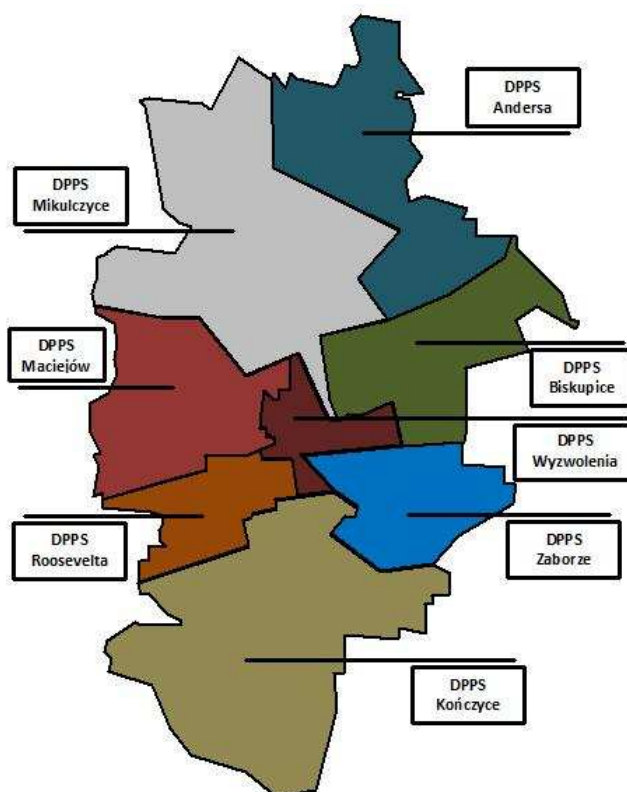 DPPS
Andersa
DPPS
Mikulczyce
DPPS
Maciejów
DPPS
Biskupice
DPPS
Wyzwolenia
DPPS
Roosevelta
DPPS
Zaborze
DPPS
Kończyce